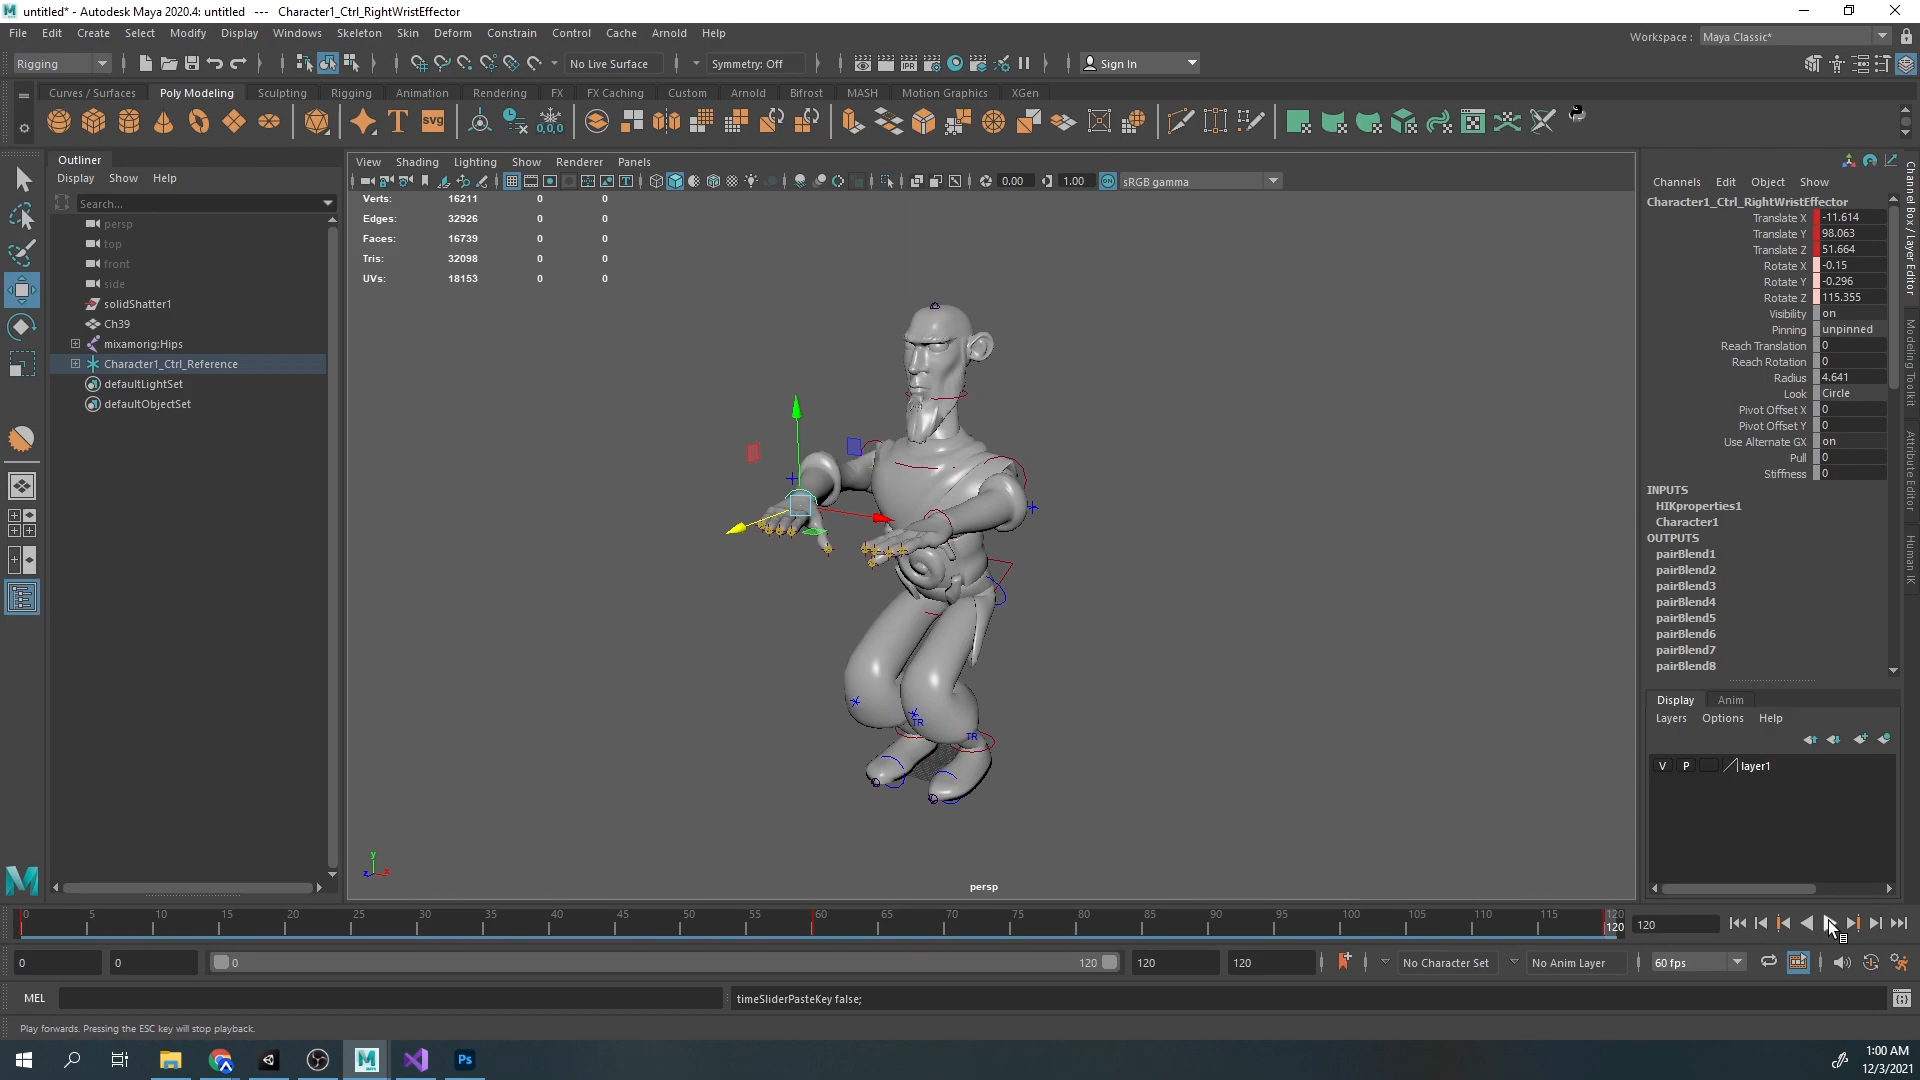 untitled* - Autodesk Maya 2020.4: untitled --- Character1_Ctrl_RightWristEffector
File Edit Create Select Modify Display Windows Skeleton Skin Deform Constrain Control Cache Arnold Help
Workspace : Maya Classic*
Rigging No Live Surface Symmetry: Off Sign In
Curves / Surfaces Poly Modeling Sculpting Rigging Animation Rendering FX FX Caching Custom Arnold Bifrost MASH Motion Graphics XGen
Outliner
Display Show Help
Search...
persp
top
front
side
solidShatter1
Ch39
mixamorig:Hips
Character1_Ctrl_Reference
defaultLightSet
defaultObjectSet
View Shading Lighting Show Renderer Panels
0.00 1.00 sRGB gamma
Verts: 16211 0 0
Edges: 32926 0 0
Faces: 16739 0 0
Tris: 32098 0 0
UVs: 18153 0 0
TR
TR
y
z x
persp
Channels Edit Object Show
Character1_Ctrl_RightWristEffector
Translate X -11.614
Translate Y 98.063
Translate Z 51.664
Rotate X -0.15
Rotate Y -0.296
Rotate Z 115.355
Visibility on
Pinning unpinned
Reach Translation 0
Reach Rotation 0
Radius 4.641
Look Circle
Pivot Offset X 0
Pivot Offset Y 0
Use Alternate GX on
Pull 0
Stiffness 0
INPUTS
HIKproperties1
Character1
OUTPUTS
pairBlend1
pairBlend2
pairBlend3
pairBlend4
pairBlend5
pairBlend6
pairBlend7
pairBlend8
Channel Box / Layer Editor
Modeling Toolkit
Attribute Editor
Human IK
Display Anim
Layers Options Help
V P layer1
0 5 10 15 20 25 30 35 40 45 50 55 60 65 70 75 80 85 90 95 100 105 110 115 120
120
120
0 0 0 120 120 120 No Character Set No Anim Layer 60 fps
MEL timeSliderPasteKey false;
Play forwards. Pressing the ESC key will stop playback.
1:00 AM
12/3/2021